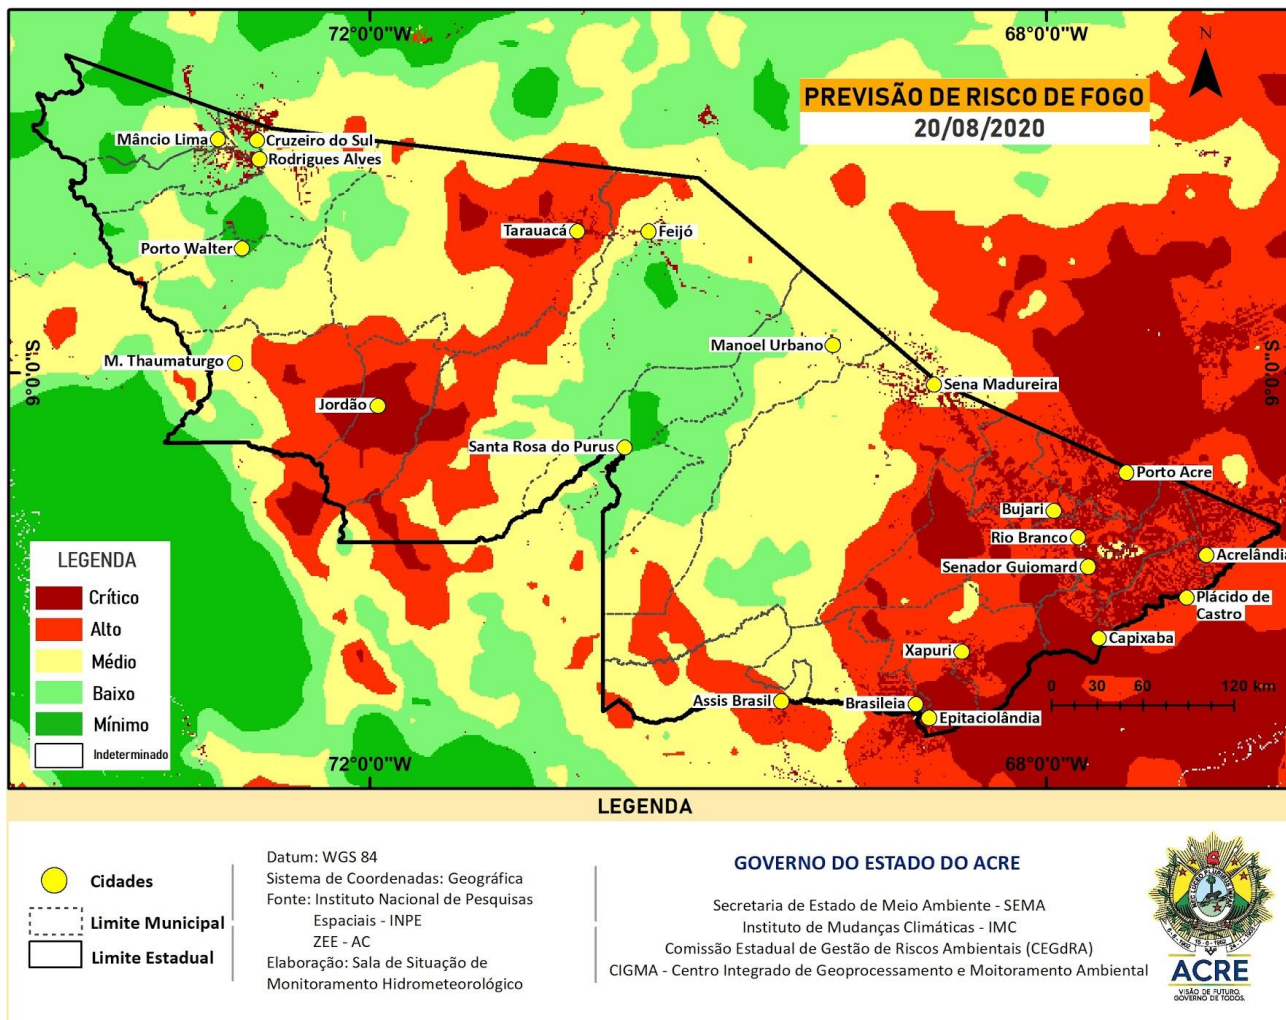 72°0'0"W
68°0'0"W
N
PREVISÃO DE RISCO DE FOGO
20/08/2020
Mâncio Lima
Cruzeiro do Sul
Rodrigues Alves
Tarauacá
Feijó
Porto Walter
Manoel Urbano
9°0'0"S
9°0'0"S
M. Thaumaturgo
Sena Madureira
Jordão
Santa Rosa do Purus
Porto Acre
Bujari
Rio Branco
Acrelândia
Senador Guiomard
Plácido de
Castro
Capixaba
Xapuri
Assis Brasil
Brasileia
Epitaciolândia
0 30 60 120 km
72°0'0"W
68°0'0"W
LEGENDA
Crítico
Alto
Médio
Baixo
Mínimo
Indeterminado
LEGENDA
Cidades
Limite Municipal
Limite Estadual
Datum: WGS 84
Sistema de Coordenadas: Geográfica
Fonte: Instituto Nacional de Pesquisas
Espaciais - INPE
ZEE - AC
Elaboração: Sala de Situação de
Monitoramento Hidrometeorológico
GOVERNO DO ESTADO DO ACRE
Secretaria de Estado de Meio Ambiente - SEMA
Instituto de Mudanças Climáticas - IMC
Comissão Estadual de Gestão de Riscos Ambientais (CEGdRA)
CIGMA - Centro Integrado de Geoprocessamento e Moitoramento Ambiental
ACRE
VISÃO DE FUTURO.
GOVERNO DE TODOS.